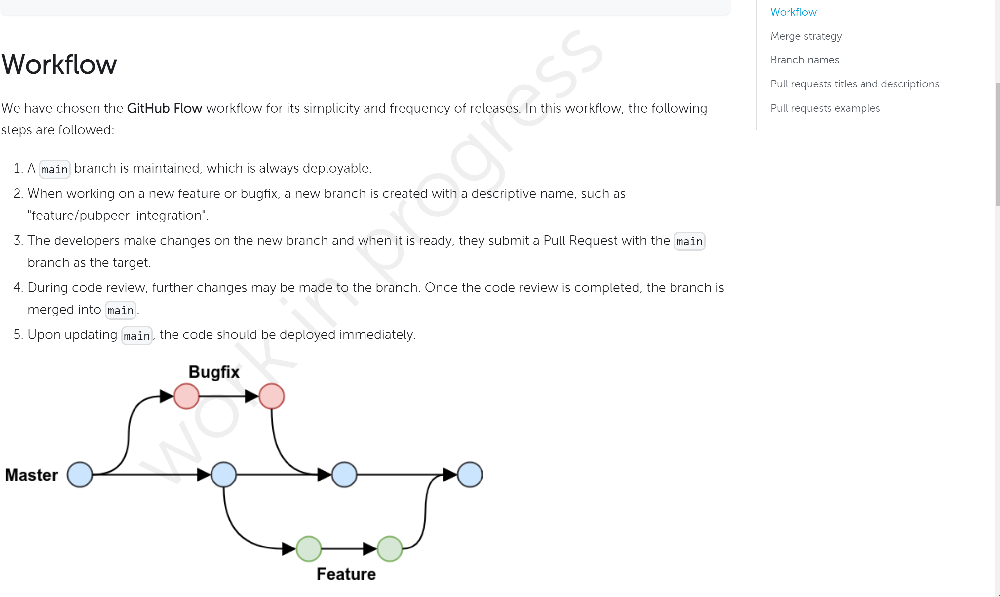 Workflow
We have chosen the GitHub Flow workflow for its simplicity and frequency of releases. In this workflow, the following
steps are followed:
1. A main branch is maintained, which is always deployable.
2. When working on a new feature or bugfix, a new branch is created with a descriptive name, such as
"feature/pubpeer-integration".
3. The developers make changes on the new branch and when it is ready, they submit a Pull Request with the main
branch as the target.
4. During code review, further changes may be made to the branch. Once the code review is completed, the branch is
merged into main.
5. Upon updating main, the code should be deployed immediately.
Bugfix
Master
Feature
work in progress
Workflow
Merge strategy
Branch names
Pull requests titles and descriptions
Pull requests examples